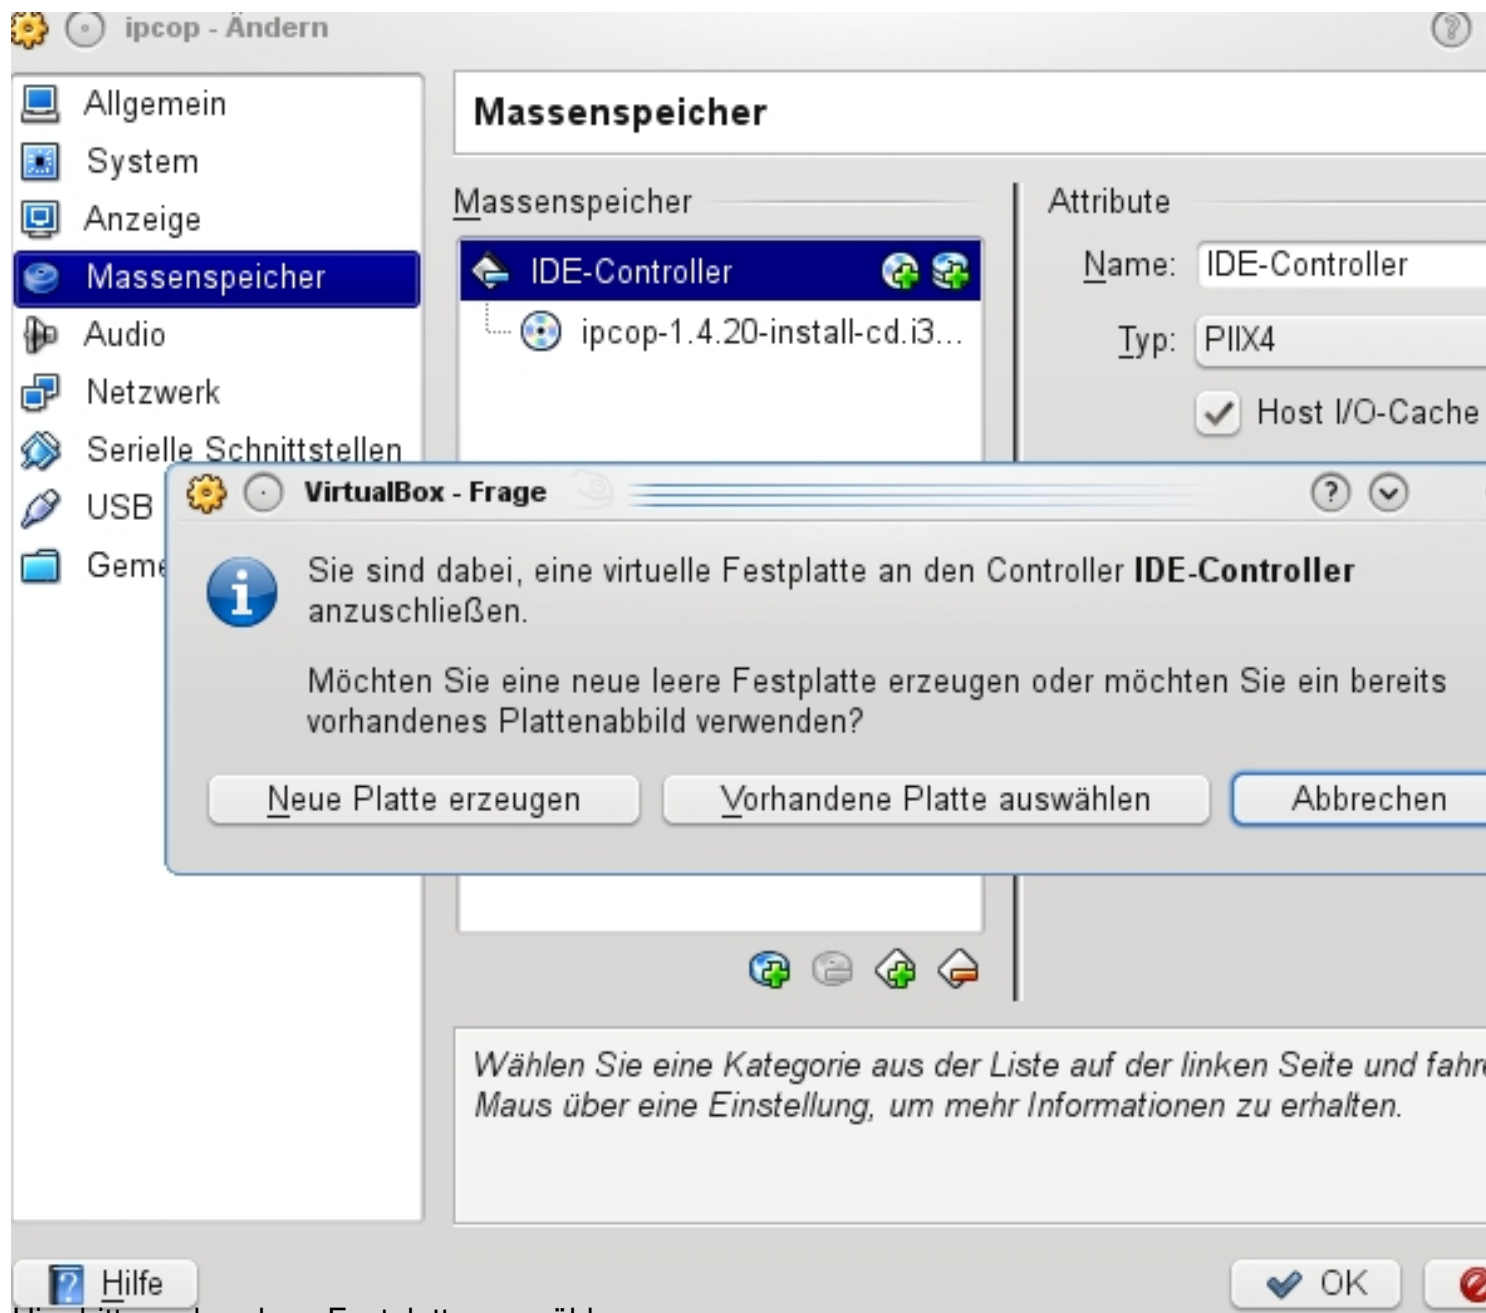 ipcop - Ändern
Allgemein
System
Anzeige
Massenspeicher
Audio
Netzwerk
Serielle Schnittstellen
USB
Geme
Massenspeicher
Massenspeicher
IDE-Controller
ipcop-1.4.20-install-cd.i3...
Attribute
Name: IDE-Controller
Typ: PIIX4
Host I/O-Cache
VirtualBox - Frage
Sie sind dabei, eine virtuelle Festplatte an den Controller IDE-Controller
anzuschließen.
Möchten Sie eine neue leere Festplatte erzeugen oder möchten Sie ein bereits
vorhandenes Plattenabbild verwenden?
Neue Platte erzeugen
Vorhandene Platte auswählen
Abbrechen
Wählen Sie eine Kategorie aus der Liste auf der linken Seite und fahre
Maus über eine Einstellung, um mehr Informationen zu erhalten.
Hilfe
OK